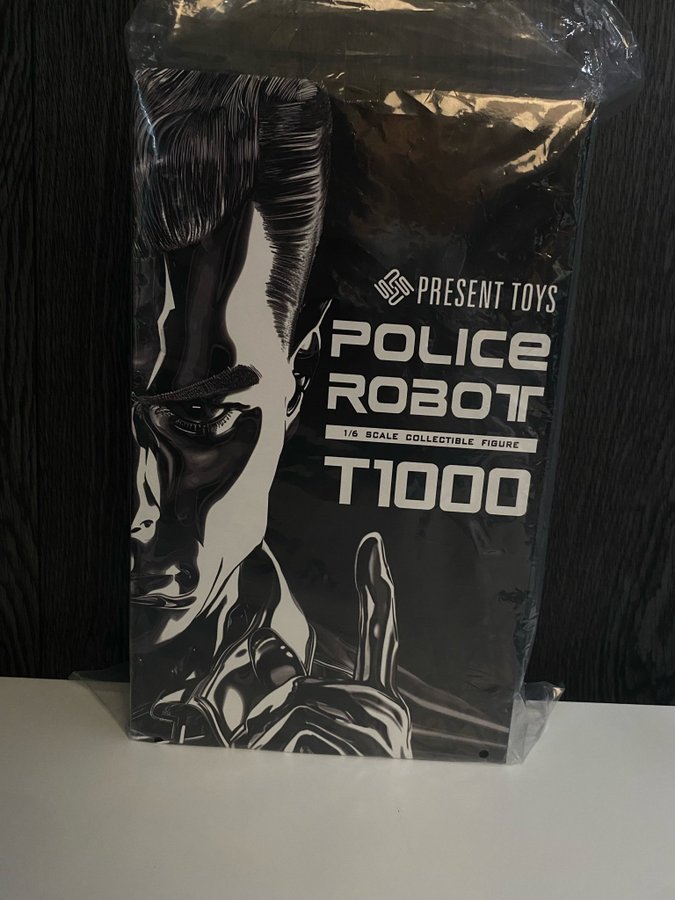 PRESENT TOYS
POLICE
ROBOT
1/6 SCALE COLLECTIBLE FIGURE
T1000